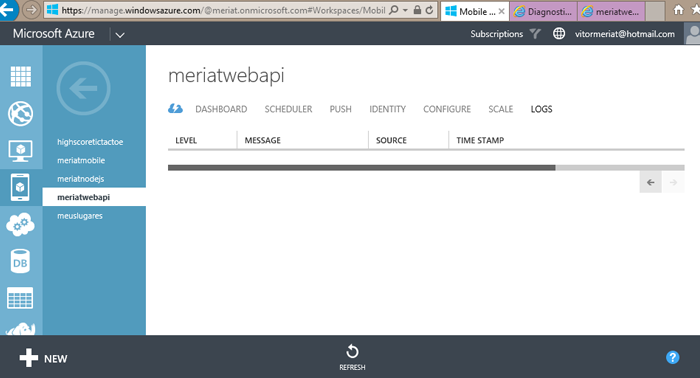 https://manage.windowsazure.com/@meriat.onmicrosoft.com#Workspaces/Mobil
Mobile ...
Diagnosti...
meriatwe...
Microsoft Azure
Subscriptions
vitormeriat@hotmail.com
meriatwebapi
DASHBOARD SCHEDULER PUSH IDENTITY CONFIGURE SCALE LOGS
LEVEL MESSAGE SOURCE TIME STAMP
highscoretictactoe
meriatmobile
meriatnodejs
meriatwebapi
meuslugares
DB
NEW
REFRESH
?